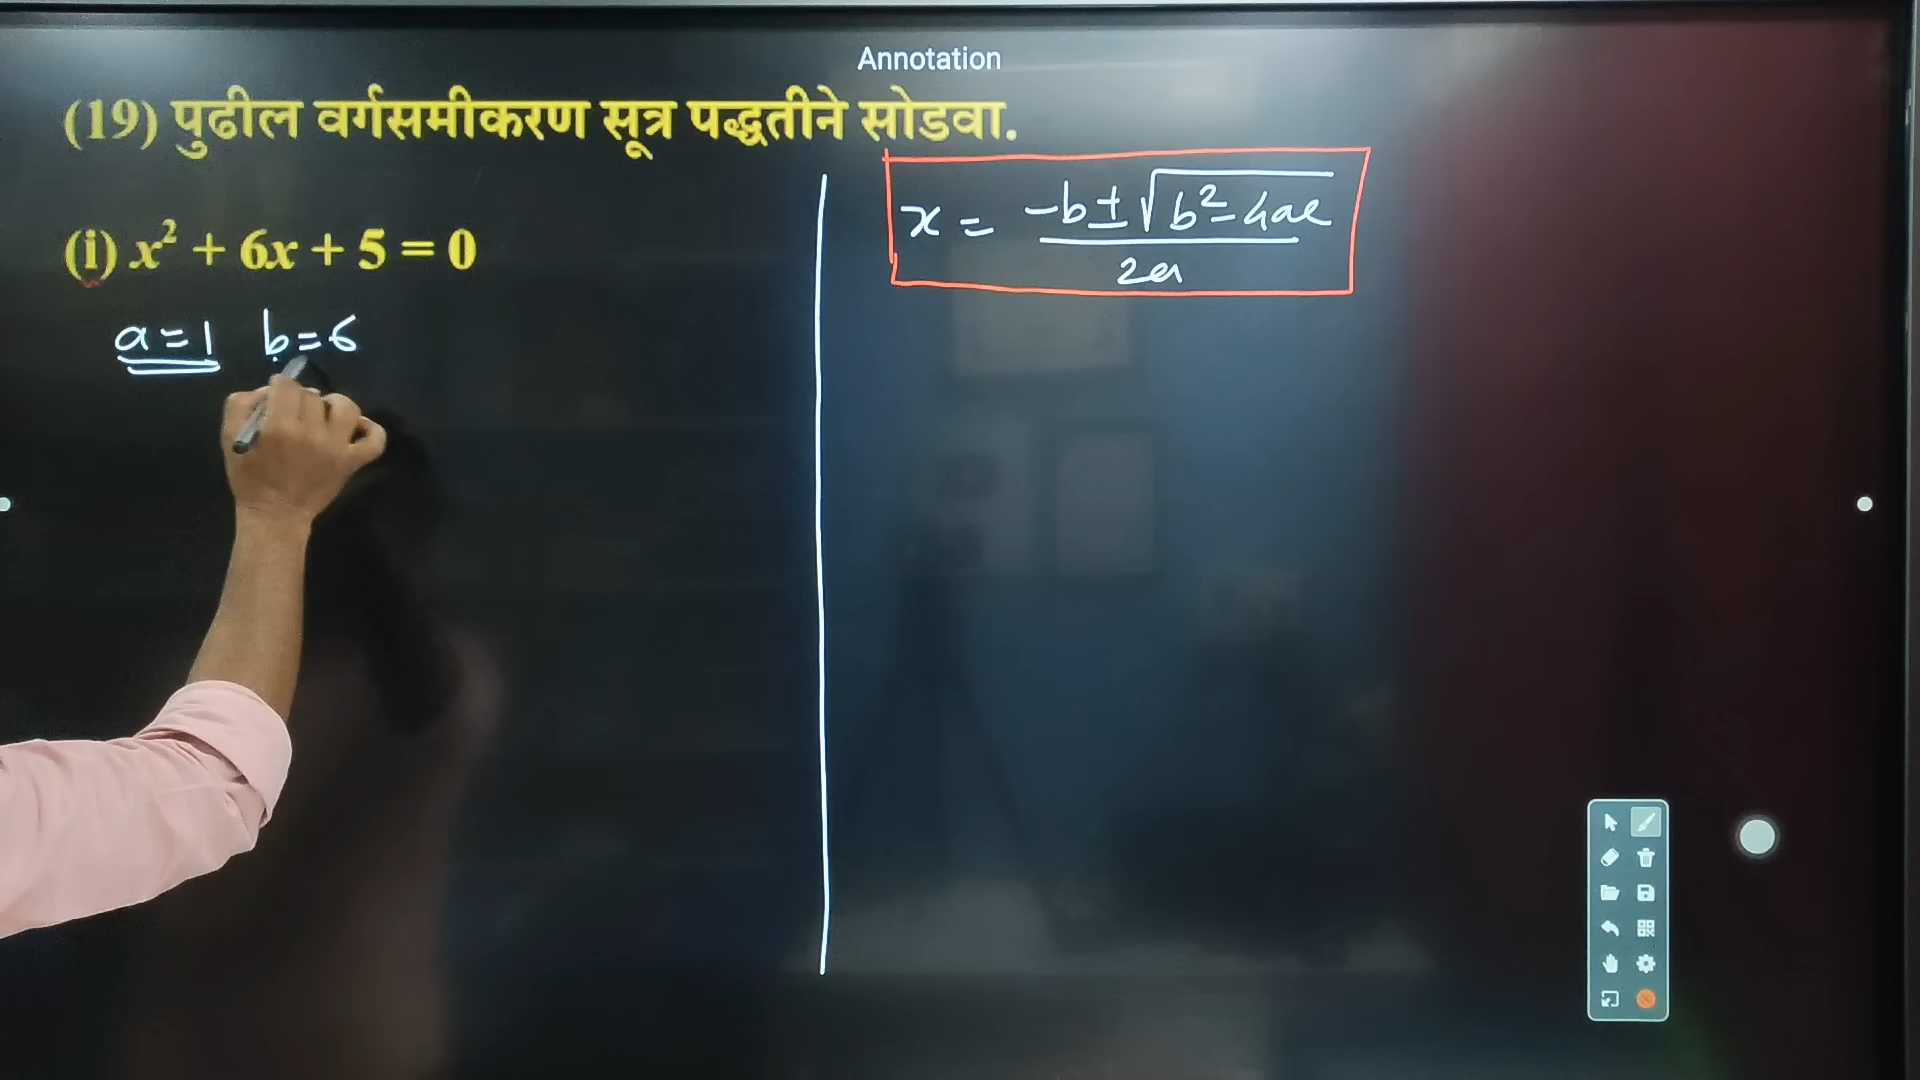 Annotation
(19) पुढील वर्गसमीकरण सूत्र पद्धतीने सोडवा.
x = -b ± √b² - 4ac / 2a
(i) x² + 6x + 5 = 0
a = 1 b = 6